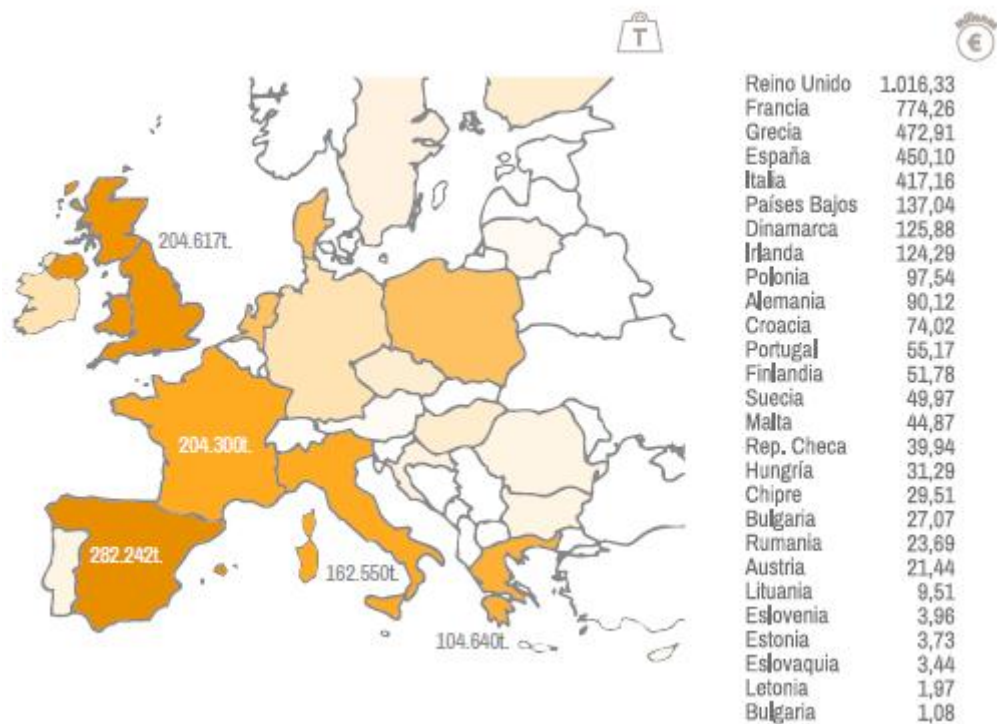 T
millones
€
Reino Unido 1.016,33
Francia 774,26
Grecia 472,91
España 450,10
Italia 417,16
Países Bajos 137,04
Dinamarca 125,88
Irlanda 124,29
Polonia 97,54
Alemania 90,12
Croacia 74,02
Portugal 55,17
Finlandia 51,78
Suecia 49,97
Malta 44,87
Rep. Checa 39,94
Hungría 31,29
Chipre 29,51
Bulgaria 27,07
Rumania 23,69
Austria 21,44
Lituania 9,51
Eslovenia 3,96
Estonia 3,73
Eslovaquia 3,44
Letonia 1,97
Bulgaria 1,08
204.617t.
204.300t.
282.242t.
162.550t.
104.640t.